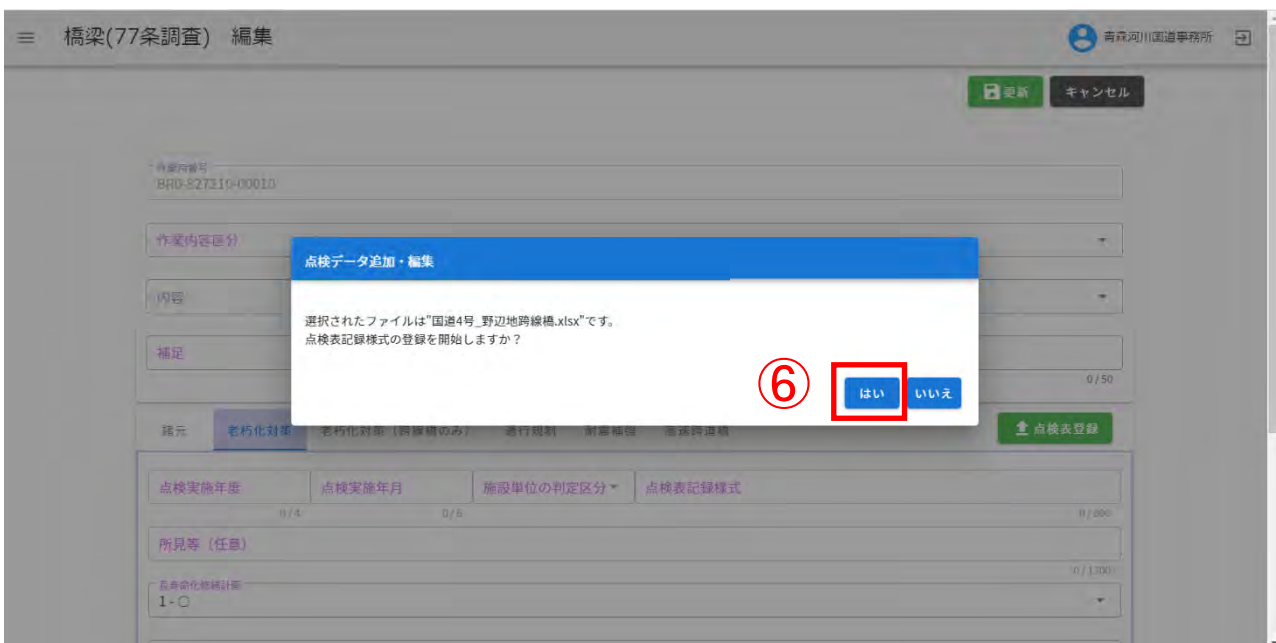 橋梁(77条調査) 編集
青森河川国道事務所
更新
キャンセル
BR0-827210-00010
作業内容区分
内容
補足
0/50
点検データ追加・編集
選択されたファイルは"国道4号_野辺地跨線橋.xlsx"です。
点検表記録様式の登録を開始しますか？
⑥
はい
いいえ
諸元
老朽化対策
老朽化対策（跨線橋のみ）
通行規制
耐震補強
点検表登録
点検実施年度
点検実施年月
施設単位の判定区分
点検表記録様式
0/4
0/6
所見等（任意）
0/1300
長寿命化修繕計画
1-○